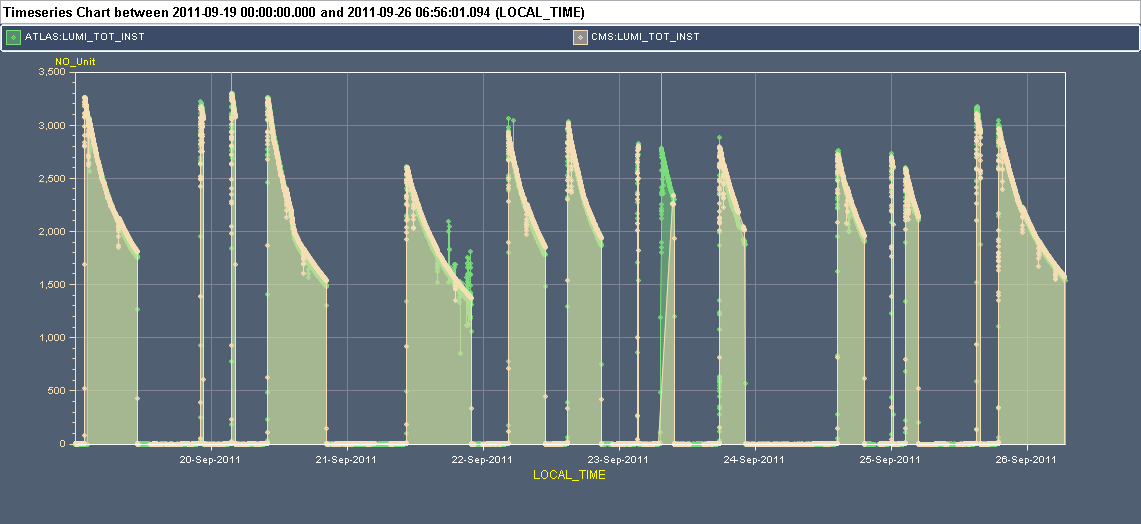 Timeseries Chart between 2011-09-19 00:00:00.000 and 2011-09-26 06:56:01.094 (LOCAL_TIME)
ATLAS:LUMI_TOT_INST CMS:LUMI_TOT_INST
NO_Unit
3,500
3,000
2,500
2,000
1,500
1,000
500
0
20-Sep-2011 21-Sep-2011 22-Sep-2011 23-Sep-2011 24-Sep-2011 25-Sep-2011 26-Sep-2011
LOCAL_TIME